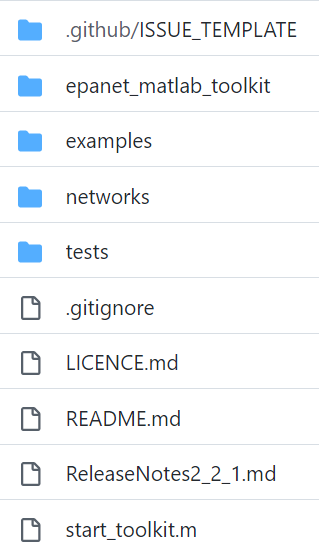 .github/ISSUE_TEMPLATE
epanet_matlab_toolkit
examples
networks
tests
.gitignore
LICENCE.md
README.md
ReleaseNotes2_2_1.md
start_toolkit.m